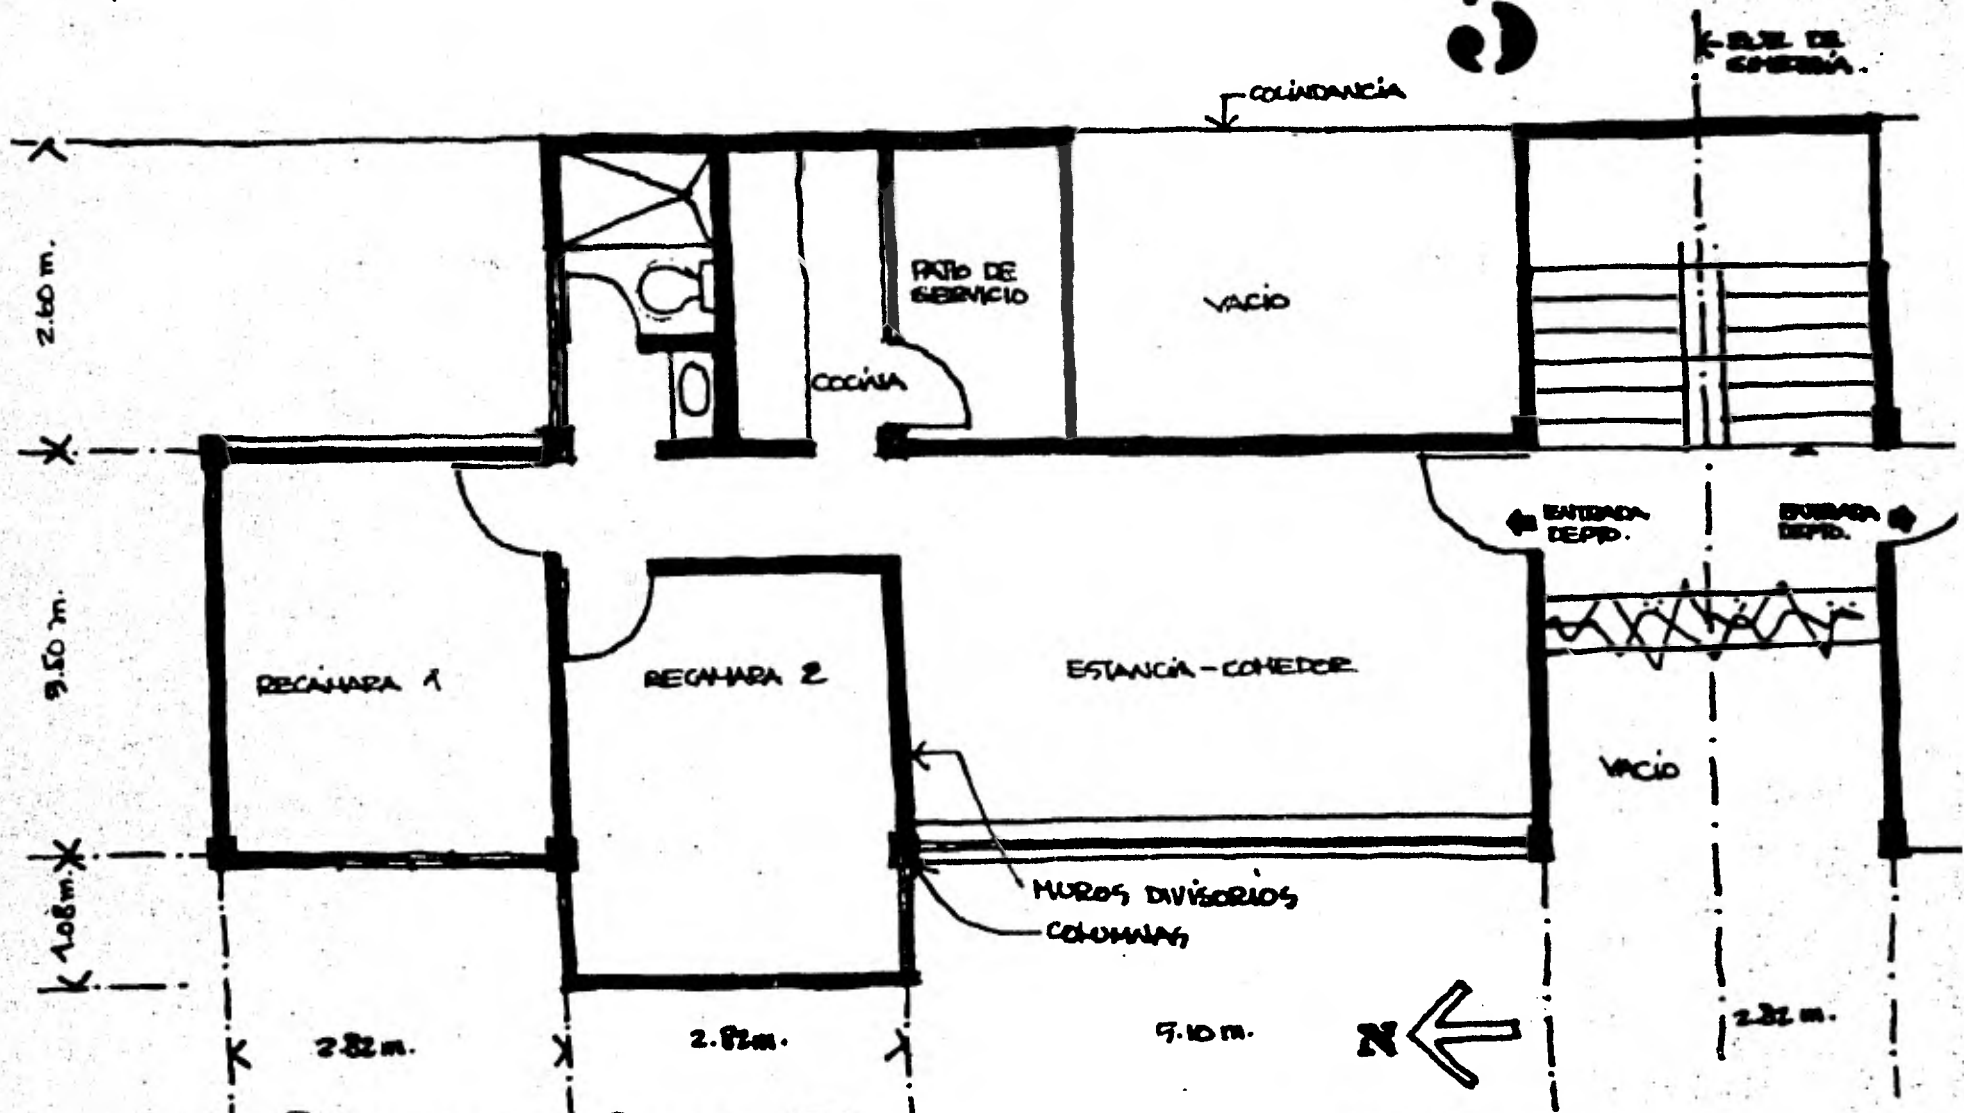 EJE DE
SIMETRÍA.
COLINDANCIA
2.60 m.
PATIO DE
SERVICIO
VACIO
COCINA
ENTRADA
DEPTO.
ENTRADA
DEPTO.
3.50 m.
RECAMARA 1
RECAMARA 2
ESTANCIA-COMEDOR
VACIO
1.08 m.
MUROS DIVISORIOS
COLUMNAS
2.82 m.
2.82 m.
5.10 m.
N
2.82 m.